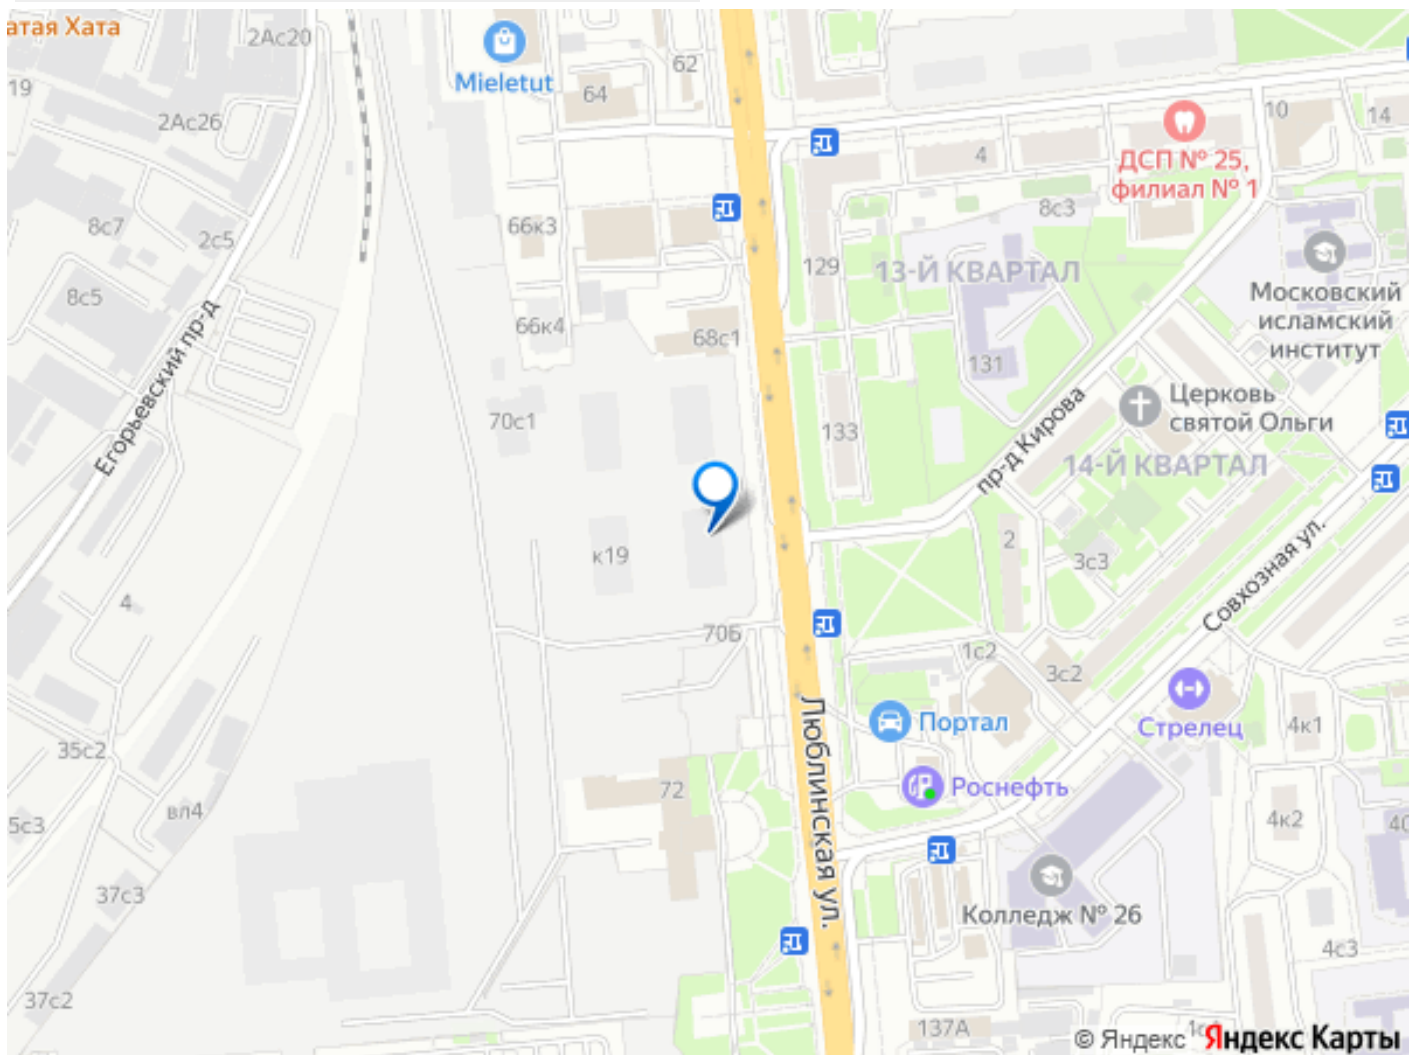 атая Хата
2Ас20
Mieletut
62
64
19
2Ас26
10
14
4
ДСП № 25,
филиал № 1
8с3
8с7
2с5
66к3
129
13-Й КВАРТАЛ
Московский
исламский
институт
8с5
66к4
68с1
131
Егорьевский пр-д
70с1
133
пр-д Кирова
Церковь
святой Ольги
14-Й КВАРТАЛ
к19
2
3с3
Совхозная ул.
4
70Б
1с2
3с2
Люблинская ул.
Портал
Стрелец
4к1
35с2
72
Роснефть
вл4
5с3
4к2
40
37с3
Колледж № 26
4с3
37с2
137А
© Яндекс
Яндекс Карты